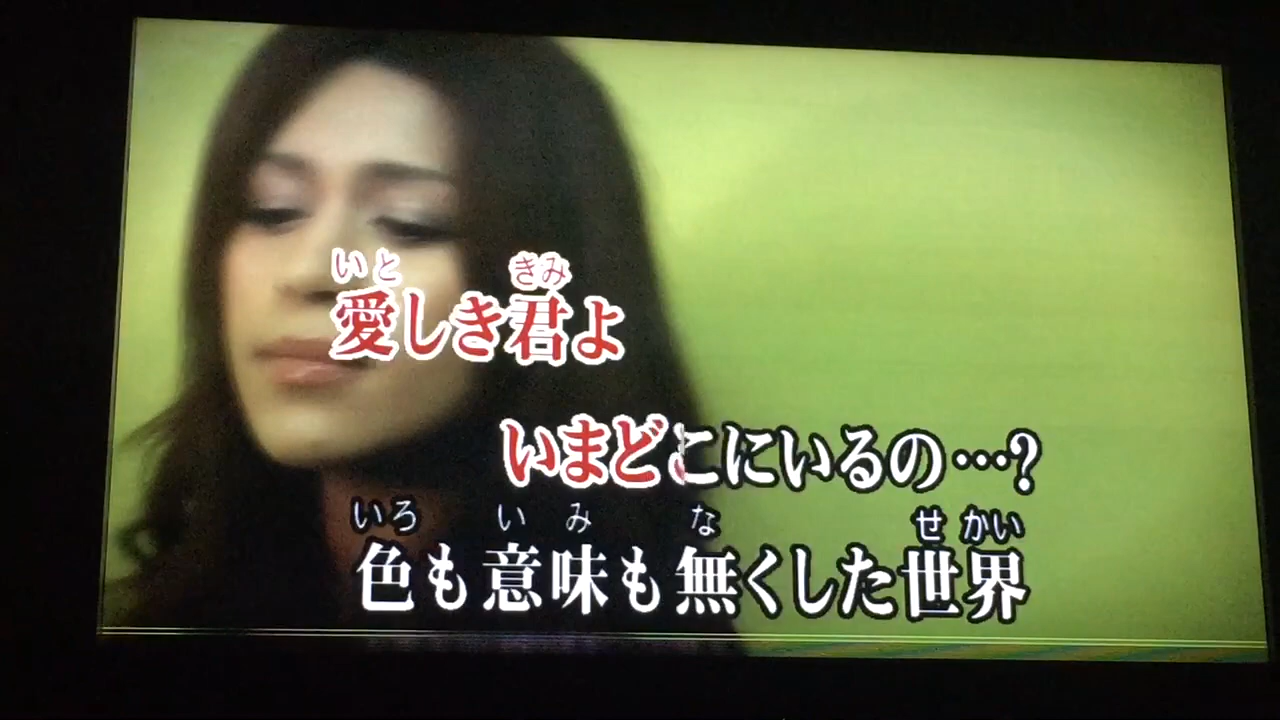 いと きみ
愛しき君よ
いまどこにいるの…?
いろ いみ な せかい
色も意味も無くした世界